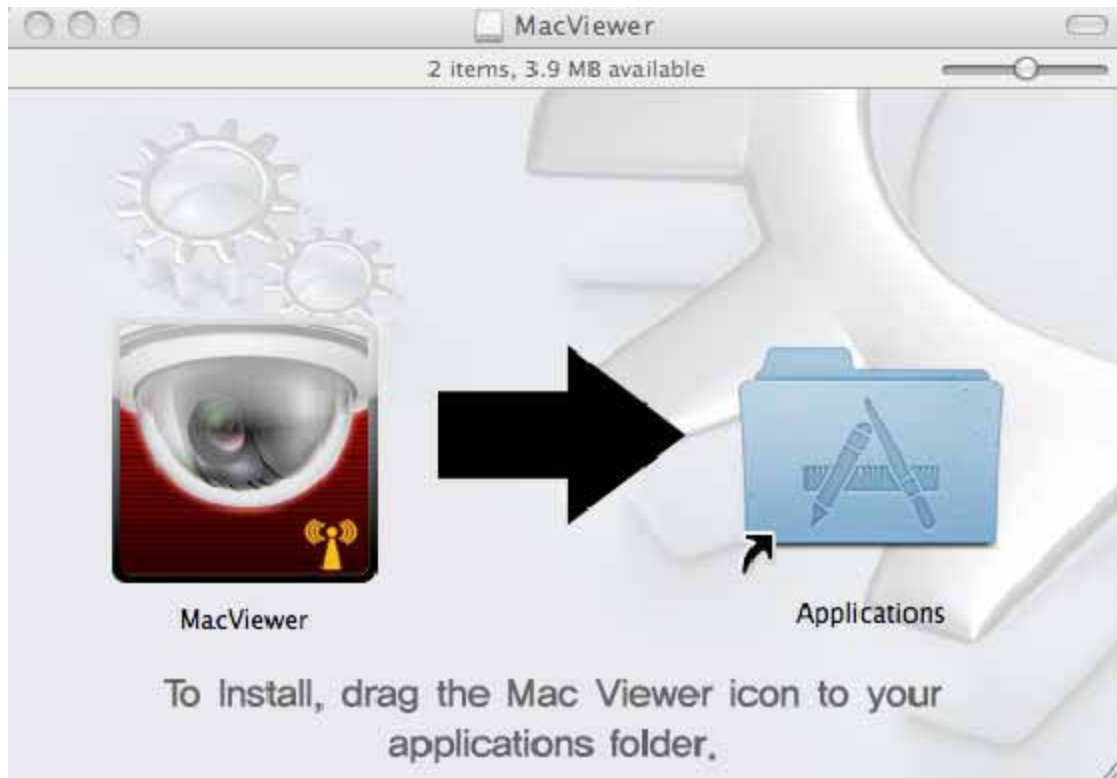 MacViewer
2 items, 3.9 MB available
MacViewer
Applications
To Install, drag the Mac Viewer icon to your
applications folder.